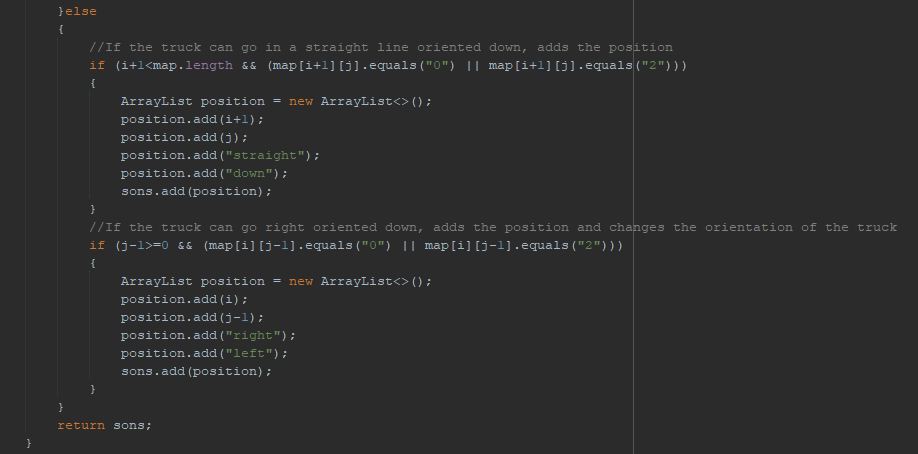 }else
{
//If the truck can go in a straight line oriented down, adds the position
if (i+1<map.length && (map[i+1][j].equals("0") || map[i+1][j].equals("2")))
{
ArrayList position = new ArrayList<>();
position.add(i+1);
position.add(j);
position.add("straight");
position.add("down");
sons.add(position);
}
//If the truck can go right oriented down, adds the position and changes the orientation of the truck
if (j-1>=0 && (map[i][j-1].equals("0") || map[i][j-1].equals("2")))
{
ArrayList position = new ArrayList<>();
position.add(i);
position.add(j-1);
position.add("right");
position.add("left");
sons.add(position);
}
}
return sons;
}